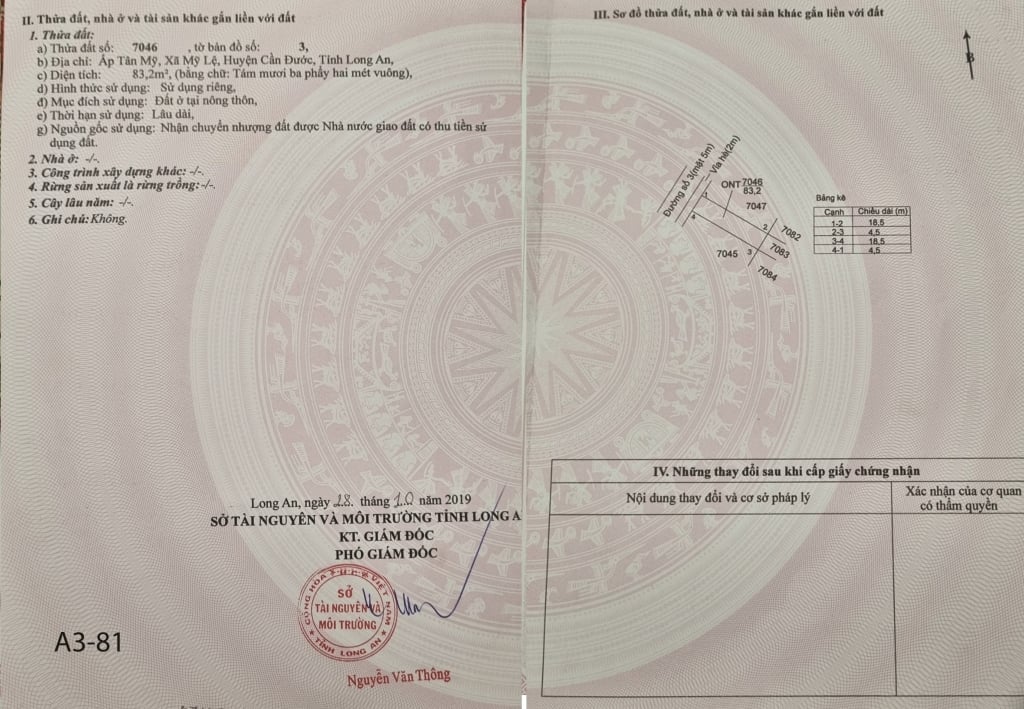 II. Thửa đất, nhà ở và tài sản khác gắn liền với đất
1. Thửa đất:
a) Thửa đất số: 7046 , tờ bản đồ số: 3,
b) Địa chỉ: Ấp Tân Mỹ, Xã Mỹ Lệ, Huyện Cần Đước, Tỉnh Long An,
c) Diện tích: 83,2m², (bằng chữ: Tám mươi ba phẩy hai mét vuông),
d) Hình thức sử dụng: Sử dụng riêng,
đ) Mục đích sử dụng: Đất ở tại nông thôn,
e) Thời hạn sử dụng: Lâu dài,
g) Nguồn gốc sử dụng: Nhận chuyển nhượng đất được Nhà nước giao đất có thu tiền sử
dụng đất.
2. Nhà ở: -/-.
3. Công trình xây dựng khác: -/-.
4. Rừng sản xuất là rừng trồng: -/-.
5. Cây lâu năm: -/-.
6. Ghi chú: Không.
Long An, ngày 28 tháng 10 năm 2019
SỞ TÀI NGUYÊN VÀ MÔI TRƯỜNG TỈNH LONG A
KT. GIÁM ĐỐC
PHÓ GIÁM ĐỐC
CỘNG HÒA X.H.C.N VIỆT NAM
SỞ
TÀI NGUYÊN VÀ
MÔI TRƯỜNG
TỈNH LONG AN
Nguyễn Văn Thông
A3-81
III. Sơ đồ thửa đất, nhà ở và tài sản khác gắn liền với đất
B
Đường số 3(mặt 5m)
Vỉa hè(2m)
ONT 7046
83,2
7047
1
2
3
4
7045
7082
7083
7084
Bảng kê
Cạnh Chiều dài (m)
1-2 18,5
2-3 4,5
3-4 18,5
4-1 4,5
IV. Những thay đổi sau khi cấp giấy chứng nhận
Nội dung thay đổi và cơ sở pháp lý
Xác nhận của cơ quan
có thẩm quyền